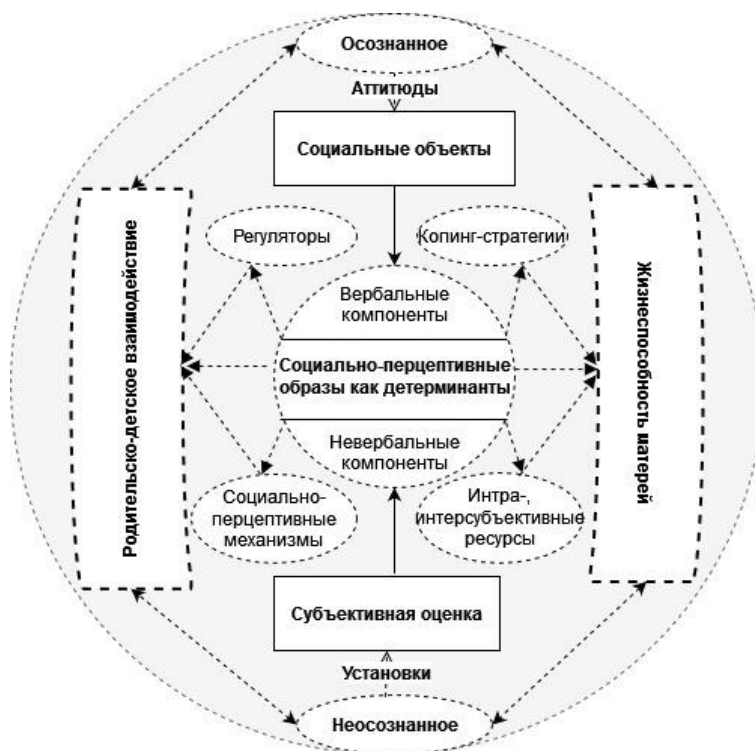 Осознанное
Аттитюды
Социальные объекты
Регуляторы
Копинг-стратегии
Родительско-детское взаимодействие
Вербальные
компоненты
Социально-перцептивные
образы как детерминанты
Невербальные
компоненты
Жизнеспособность матерей
Социально-
перцептивные
механизмы
Интра-,
интерсубъективные
ресурсы
Субъективная оценка
Установки
Неосознанное